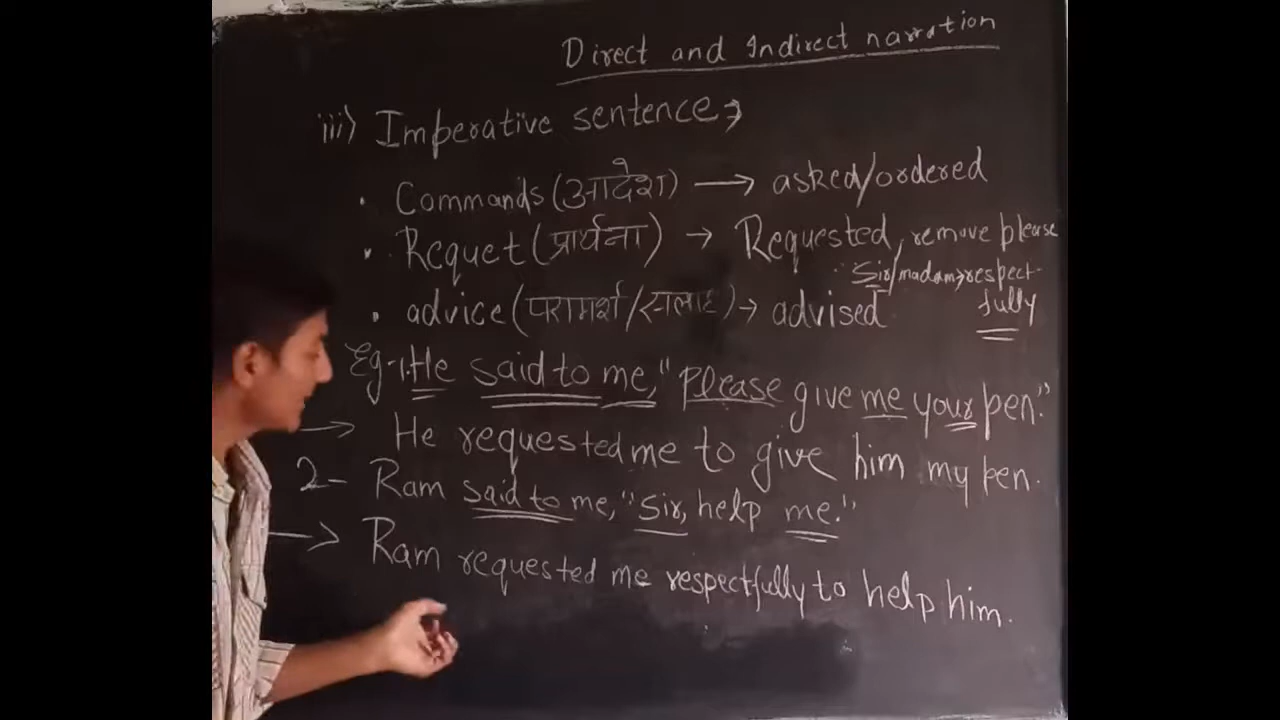 Direct and Indirect narration
iii) Imperative sentence→
• Commands (आदेश) → asked/ordered
• Requet (प्रार्थना) → Requested, remove please
Sir/madam→respect-
fully
• advice (परामर्श/सलाह) → advised
Eg-1. He said to me, "Please give me your pen."
→ He requested me to give him my pen.
2- Ram said to me, "Sir, help me."
→ Ram requested me respectfully to help him.